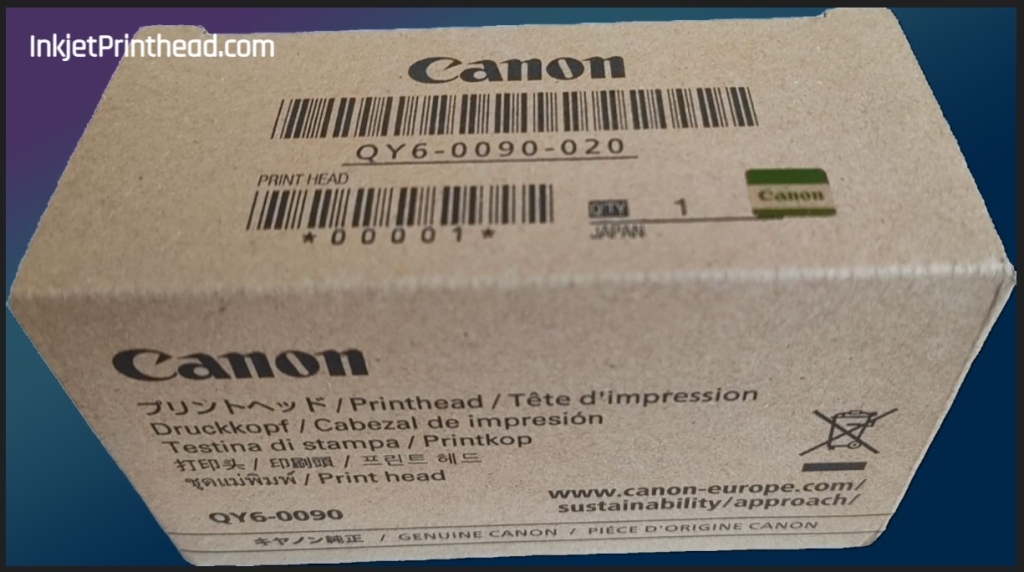 InkjetPrinthead.com
Canon
QY6-0090-020
PRINT HEAD
*00001*
QTY 1
JAPAN
Canon
Canon
プリントヘッド / Printhead / Tête d'impression
Druckkopf / Cabezal de impresión
Testina di stampa / Printkop
打印头 / 印刷頭 / 프린트 헤드
ชุดแม่พิมพ์ / Print head
www.canon-europe.com/
sustainability/approach/
QY6-0090
キヤノン純正 / GENUINE CANON / PIÈCE D'ORIGINE CANON